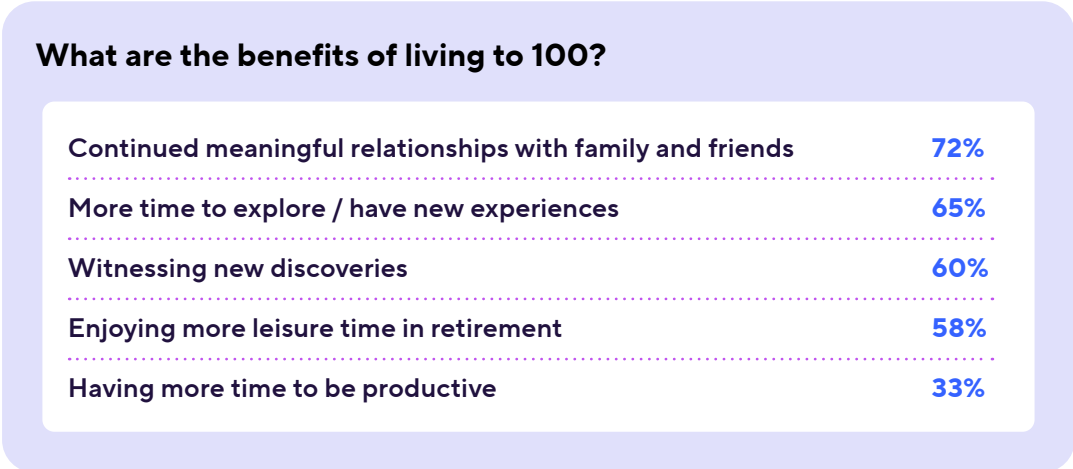 What are the benefits of living to 100?
Continued meaningful relationships with family and friends 72%
More time to explore / have new experiences 65%
Witnessing new discoveries 60%
Enjoying more leisure time in retirement 58%
Having more time to be productive 33%